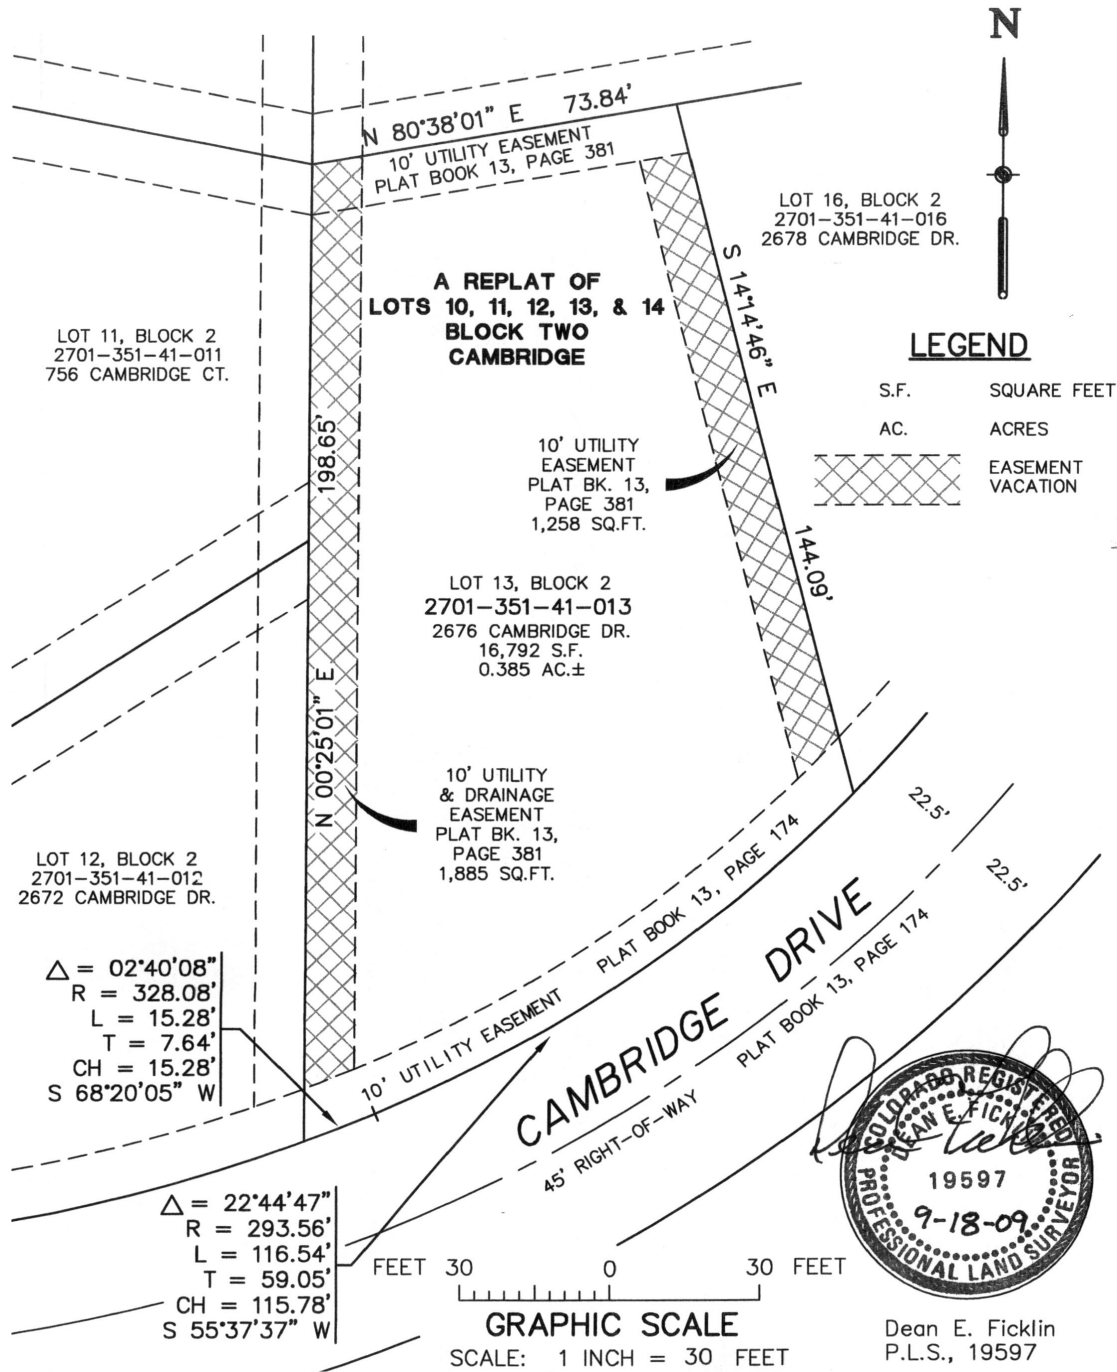 N
N 80°38'01" E 73.84'
10' UTILITY EASEMENT
PLAT BOOK 13, PAGE 381
LOT 16, BLOCK 2
2701-351-41-016
2678 CAMBRIDGE DR.
A REPLAT OF
LOTS 10, 11, 12, 13, & 14
BLOCK TWO
CAMBRIDGE
S 14°14'46" E
144.09'
LOT 11, BLOCK 2
2701-351-41-011
756 CAMBRIDGE CT.
LEGEND
S.F. SQUARE FEET
AC. ACRES
EASEMENT
VACATION
198.65'
N 00°25'01" E
10' UTILITY
EASEMENT
PLAT BK. 13,
PAGE 381
1,258 SQ.FT.
LOT 13, BLOCK 2
2701-351-41-013
2676 CAMBRIDGE DR.
16,792 S.F.
0.385 AC.±
10' UTILITY
& DRAINAGE
EASEMENT
PLAT BK. 13,
PAGE 381
1,885 SQ.FT.
LOT 12, BLOCK 2
2701-351-41-012
2672 CAMBRIDGE DR.
22.5'
22.5'
10' UTILITY EASEMENT PLAT BOOK 13, PAGE 174
CAMBRIDGE DRIVE
45' RIGHT-OF-WAY PLAT BOOK 13, PAGE 174
△ = 02°40'08"
R = 328.08'
L = 15.28'
T = 7.64'
CH = 15.28'
S 68°20'05" W
△ = 22°44'47"
R = 293.56'
L = 116.54'
T = 59.05'
CH = 115.78'
S 55°37'37" W
FEET 30 0 30 FEET
GRAPHIC SCALE
SCALE: 1 INCH = 30 FEET
COLORADO REGISTERED
DEAN E. FICKLIN
19597
9-18-09
PROFESSIONAL LAND SURVEYOR
Dean E. Ficklin
P.L.S., 19597